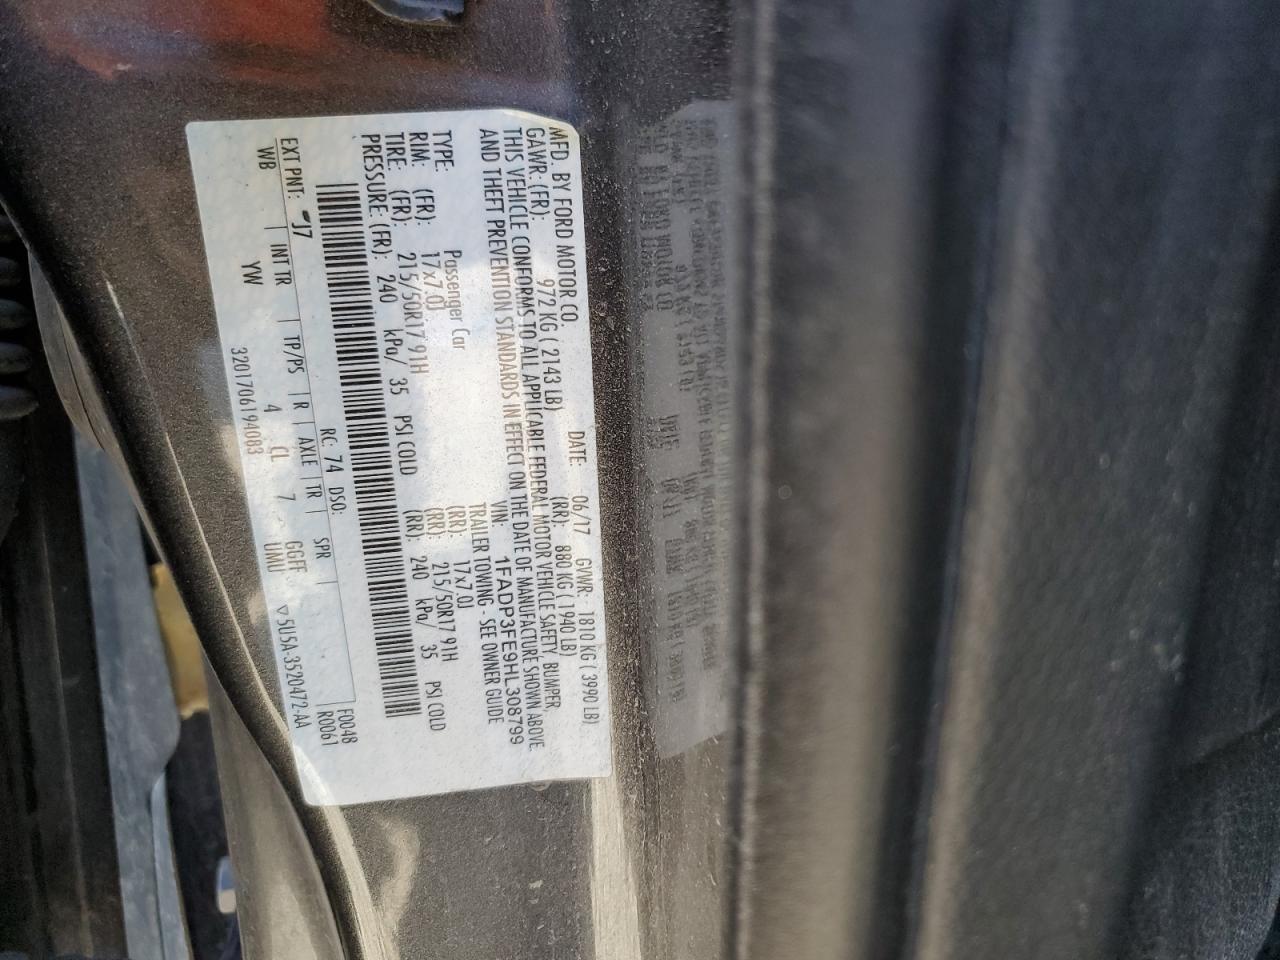 MFD. BY FORD MOTOR CO.
DATE: 06/17 GVWR: 1810 KG ( 3990 LB)
GAWR: (FR): 972 KG ( 2143 LB) (RR): 880 KG ( 1940 LB)
THIS VEHICLE CONFORMS TO ALL APPLICABLE FEDERAL MOTOR VEHICLE SAFETY, BUMPER,
AND THEFT PREVENTION STANDARDS IN EFFECT ON THE DATE OF MANUFACTURE SHOWN ABOVE.
VIN: 1FADP3FE9HL308799
TYPE: Passenger Car TRAILER TOWING - SEE OWNER GUIDE
RIM: (FR): 17x7.0J (RR): 17x7.0J
TIRE: (FR): 215/50R17 91H (RR): 215/50R17 91H
PRESSURE: (FR): 240 kPa/ 35 PSI COLD (RR): 240 kPa/ 35 PSI COLD
RC: 74 DSO: F0048
EXT PNT: J7 R0061
WB | INT TR | TP/PS | R | AXLE | TR | SPR |
YW 4 CL 7 GGFF
3201706194083 UMU ▽5U5A-3520472-AA